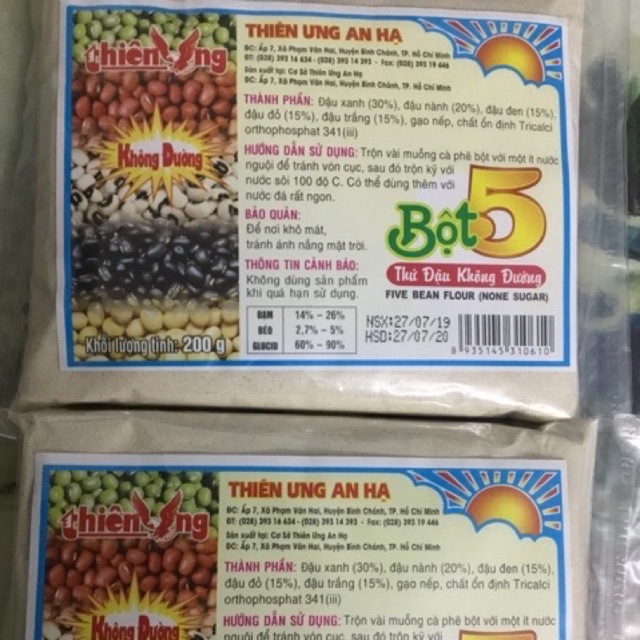 Thiên Ưng
Không Đường
Khối lượng tịnh: 200 g
THIÊN ƯNG AN HẠ
ĐC: Ấp 7, Xã Phạm Văn Hai, Huyện Bình Chánh, TP. Hồ Chí Minh
ĐT: (028) 393 16 634 - (028) 393 14 393 - Fax: (028) 393 19 446
Sản xuất tại: Cơ Sở Thiên Ưng An Hạ
ĐC: Ấp 7, Xã Phạm Văn Hai, Huyện Bình Chánh, TP. Hồ Chí Minh
THÀNH PHẦN: Đậu xanh (30%), đậu nành (20%), đậu đen (15%),
đậu đỏ (15%), đậu trắng (15%), gạo nếp, chất ổn định Tricalci
orthophosphat 341(iii)
HƯỚNG DẪN SỬ DỤNG: Trộn vài muỗng cà phê bột với một ít nước
nguội để tránh vón cục, sau đó trộn kỹ với
nước sôi 100 độ C. Có thể dùng thêm với
nước đá rất ngon.
BẢO QUẢN:
Để nơi khô mát,
tránh ánh nắng mặt trời.
THÔNG TIN CẢNH BÁO:
Không dùng sản phẩm
khi quá hạn sử dụng.
ĐẠM 14% – 26%
BÉO 2,7% – 5%
GLUCID 60% – 90%
Bột 5
Thứ Đậu Không Đường
FIVE BEAN FLOUR (NONE SUGAR)
NSX:27/07/19
HSD:27/07/20
8 935145 310610
Thiên Ưng
Không Đường
THIÊN ƯNG AN HẠ
ĐC: Ấp 7, Xã Phạm Văn Hai, Huyện Bình Chánh, TP. Hồ Chí Minh
ĐT: (028) 393 16 634 - (028) 393 14 393 - Fax: (028) 393 19 446
Sản xuất tại: Cơ Sở Thiên Ưng An Hạ
ĐC: Ấp 7, Xã Phạm Văn Hai, Huyện Bình Chánh, TP. Hồ Chí Minh
THÀNH PHẦN: Đậu xanh (30%), đậu nành (20%), đậu đen (15%),
đậu đỏ (15%), đậu trắng (15%), gạo nếp, chất ổn định Tricalci
orthophosphat 341(iii)
HƯỚNG DẪN SỬ DỤNG: Trộn vài muỗng cà phê bột với một ít nước
nguội để tránh vón cục, sau đó trộn kỹ với